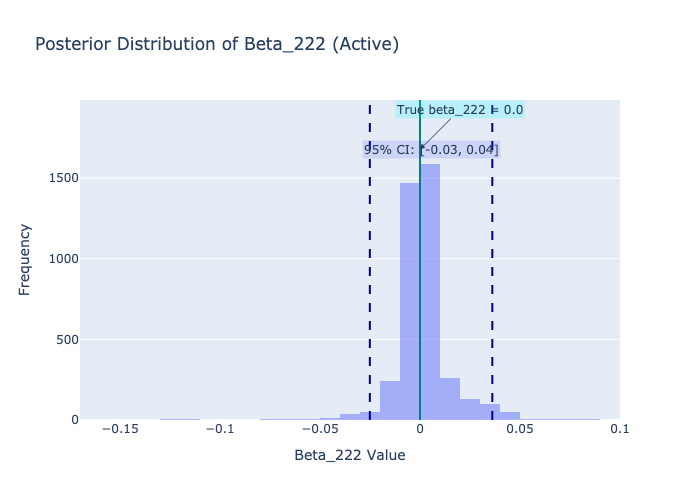 Posterior Distribution of Beta_222 (Active)
True beta_222 = 0.0
95% CI: [-0.03, 0.04]
1500
1000
500
0
Frequency
−0.15
−0.1
−0.05
0
0.05
0.1
Beta_222 Value